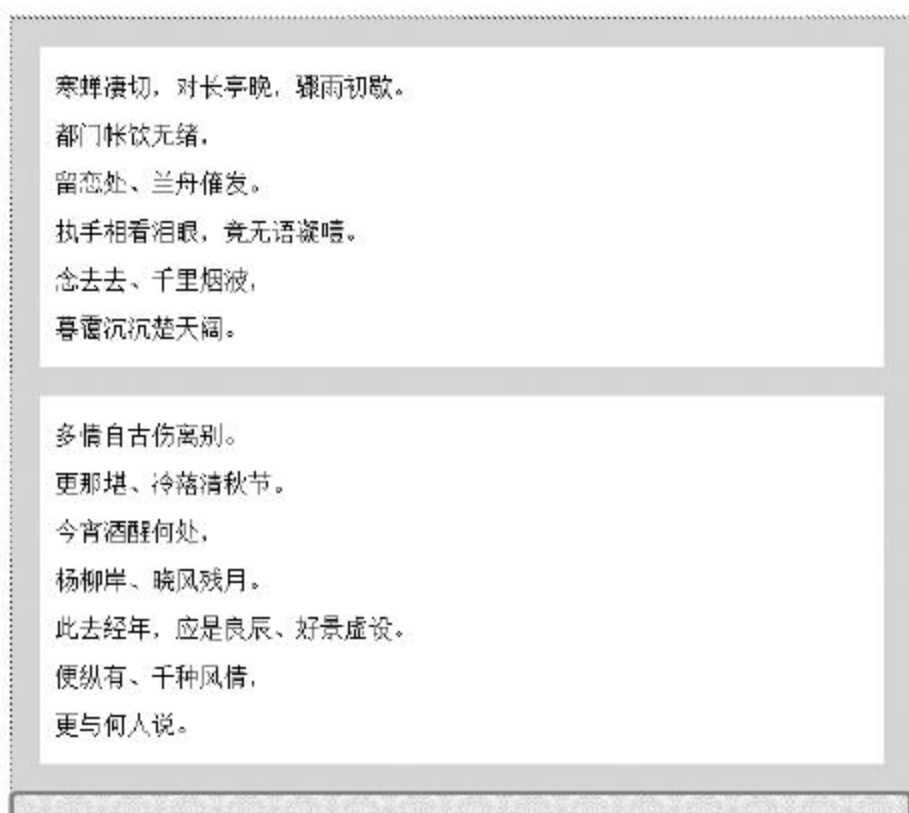 寒蝉凄切，对长亭晚，骤雨初歇。
都门帐饮无绪，
留恋处、兰舟催发。
执手相看泪眼，竟无语凝噎。
念去去、千里烟波，
暮霭沉沉楚天阔。
多情自古伤离别。
更那堪、冷落清秋节。
今宵酒醒何处，
杨柳岸、晓风残月。
此去经年，应是良辰、好景虚设。
便纵有、千种风情，
更与何人说。